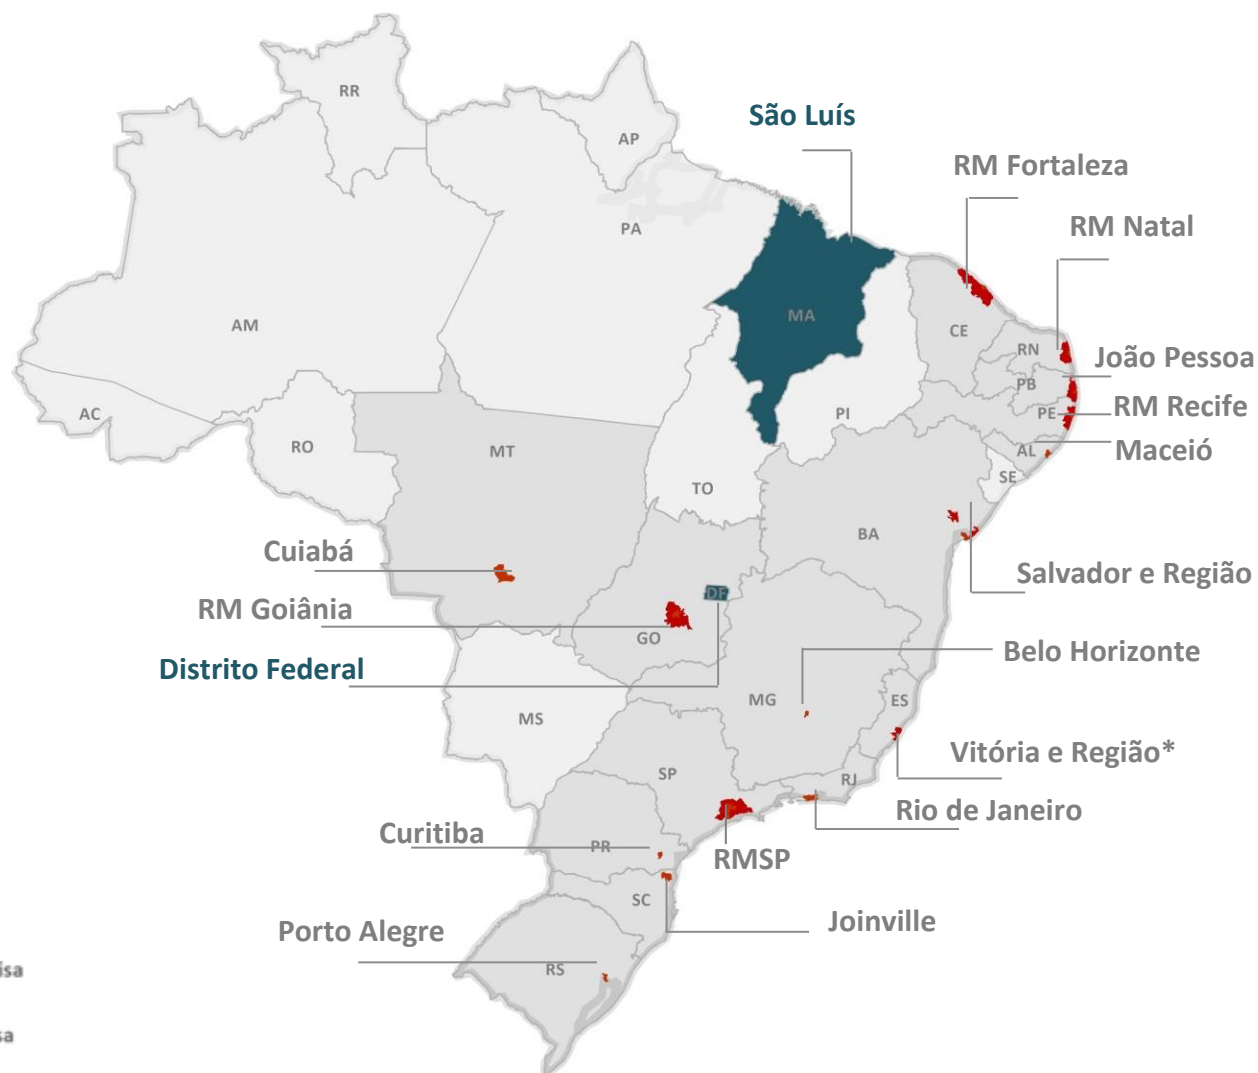 RR
AP
São Luís
RM Fortaleza
RM Natal
PA
AM
MA
CE
RN
João Pessoa
PB
RM Recife
PE
AC
PI
Maceió
AL
RO
MT
SE
TO
BA
Cuiabá
Salvador e Região
DF
RM Goiânia
GO
Belo Horizonte
Distrito Federal
MG
ES
MS
Vitória e Região*
SP
RJ
Rio de Janeiro
Curitiba
PR
RMSP
SC
Joinville
Porto Alegre
RS